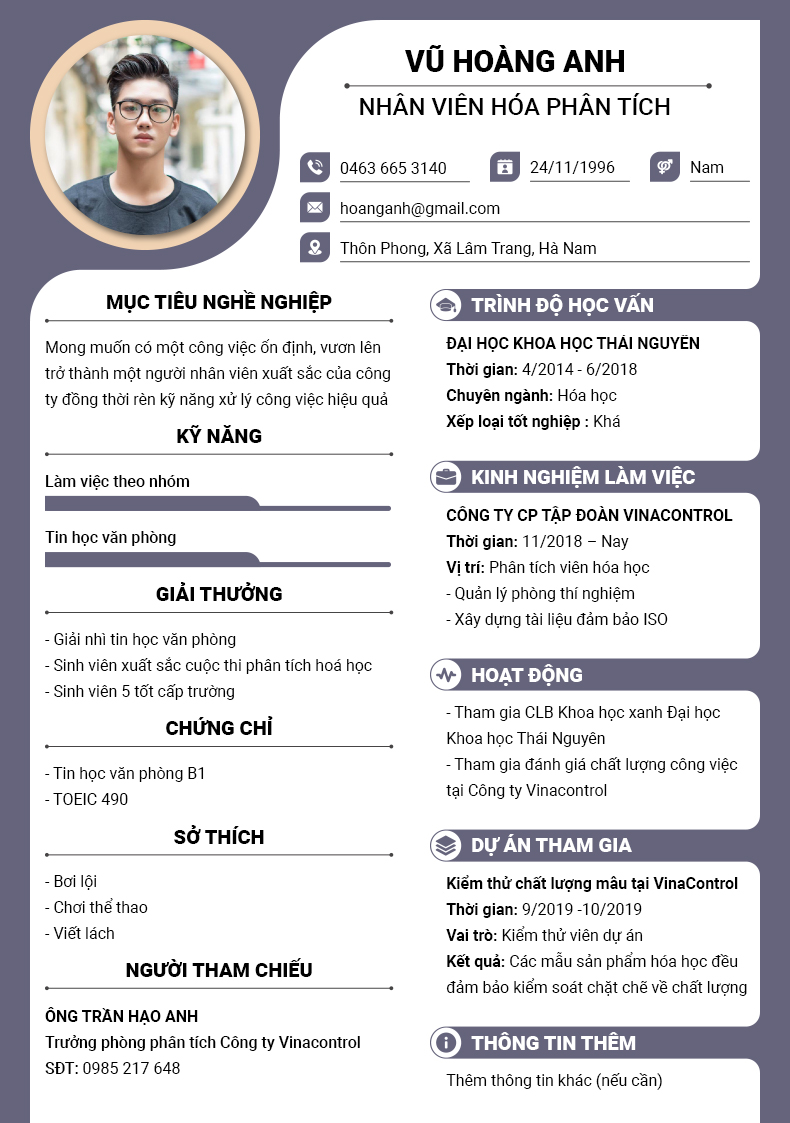 VŨ HOÀNG ANH
NHÂN VIÊN HÓA PHÂN TÍCH
0463 665 3140
24/11/1996
Nam
hoanganh@gmail.com
Thôn Phong, Xã Lâm Trang, Hà Nam
MỤC TIÊU NGHỀ NGHIỆP
Mong muốn có một công việc ổn định, vươn lên
trở thành một người nhân viên xuất sắc của công
ty đồng thời rèn kỹ năng xử lý công việc hiệu quả
KỸ NĂNG
Làm việc theo nhóm
Tin học văn phòng
GIẢI THƯỞNG
- Giải nhì tin học văn phòng
- Sinh viên xuất sắc cuộc thi phân tích hoá học
- Sinh viên 5 tốt cấp trường
CHỨNG CHỈ
- Tin học văn phòng B1
- TOEIC 490
SỞ THÍCH
- Bơi lội
- Chơi thể thao
- Viết lách
NGƯỜI THAM CHIẾU
ÔNG TRẦN HẠO ANH
Trưởng phòng phân tích Công ty Vinacontrol
SĐT: 0985 217 648
TRÌNH ĐỘ HỌC VẤN
ĐẠI HỌC KHOA HỌC THÁI NGUYÊN
Thời gian: 4/2014 - 6/2018
Chuyên ngành: Hóa học
Xếp loại tốt nghiệp : Khá
KINH NGHIỆM LÀM VIỆC
CÔNG TY CP TẬP ĐOÀN VINACONTROL
Thời gian: 11/2018 – Nay
Vị trí: Phân tích viên hóa học
- Quản lý phòng thí nghiệm
- Xây dựng tài liệu đảm bảo ISO
HOẠT ĐỘNG
- Tham gia CLB Khoa học xanh Đại học
Khoa học Thái Nguyên
- Tham gia đánh giá chất lượng công việc
tại Công ty Vinacontrol
DỰ ÁN THAM GIA
Kiểm thử chất lượng mâu tại VinaControl
Thời gian: 9/2019 -10/2019
Vai trò: Kiểm thử viên dự án
Kết quả: Các mẫu sản phẩm hóa học đều
đảm bảo kiểm soát chặt chẽ về chất lượng
THÔNG TIN THÊM
Thêm thông tin khác (nếu cần)